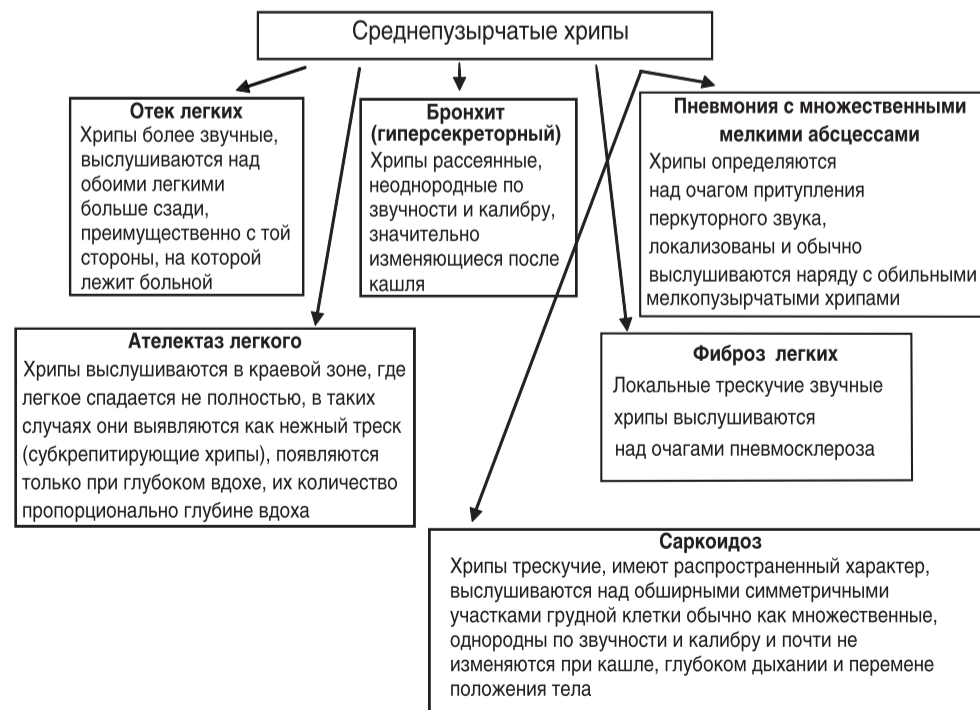 Среднепузырчатые хрипы
Отек легких
Хрипы более звучные,
выслушиваются над
обоими легкими
больше сзади,
преимущественно с той
стороны, на которой
лежит больной
Бронхит
(гиперсекреторный)
Хрипы рассеянные,
неоднородные по
звучности и калибру,
значительно
изменяющиеся после
кашля
Пневмония с множественными
мелкими абсцессами
Хрипы определяются
над очагом притупления
перкуторного звука,
локализованы и обычно
выслушиваются наряду с обильными
мелкопузырчатыми хрипами
Ателектаз легкого
Хрипы выслушиваются в краевой зоне, где
легкое спадается не полностью, в таких
случаях они выявляются как нежный треск
(субкрепитирующие хрипы), появляются
только при глубоком вдохе, их количество
пропорционально глубине вдоха
Фиброз легких
Локальные трескучие звучные
хрипы выслушиваются
над очагами пневмосклероза
Саркоидоз
Хрипы трескучие, имеют распространенный характер,
выслушиваются над обширными симметричными
участками грудной клетки обычно как множественные,
однородны по звучности и калибру и почти не
изменяются при кашле, глубоком дыхании и перемене
положения тела